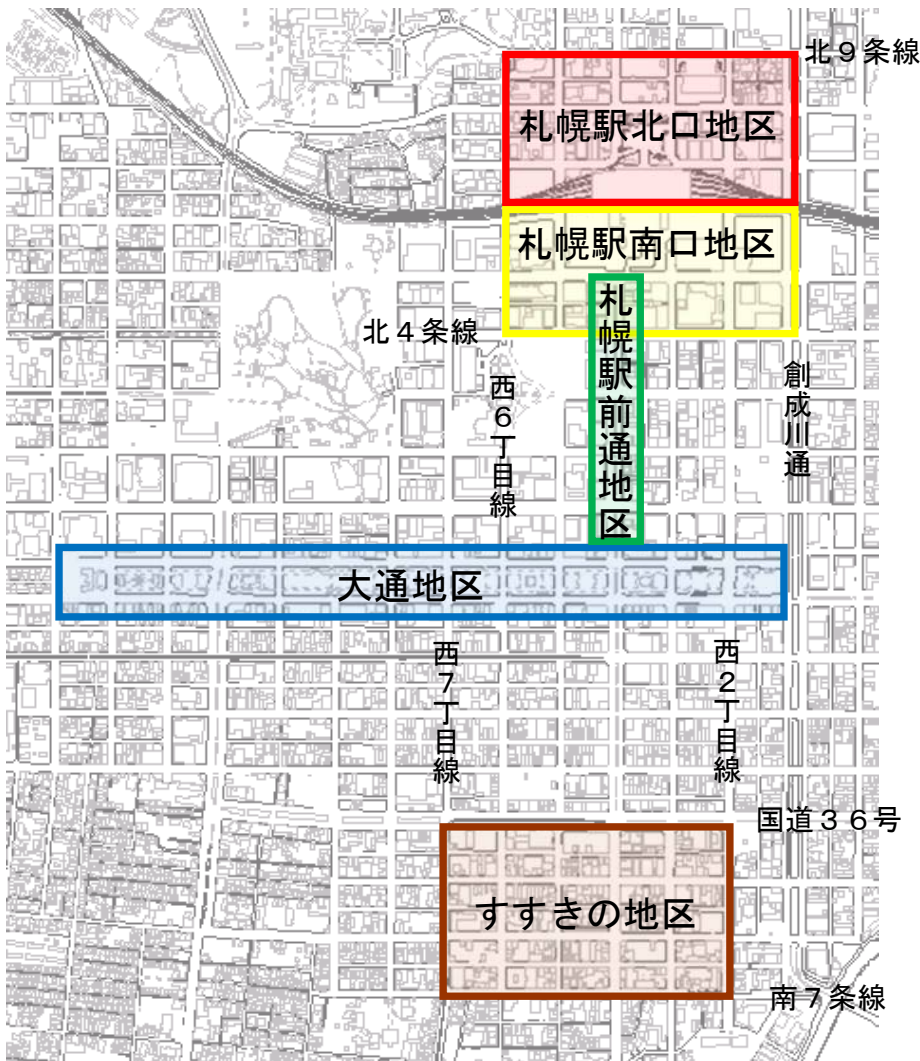 北９条線
札幌駅北口地区
札幌駅南口地区
北４条線
札幌駅前通地区
西６丁目線
創成川通
大通地区
西７丁目線
西２丁目線
国道３６号
すすきの地区
南７条線